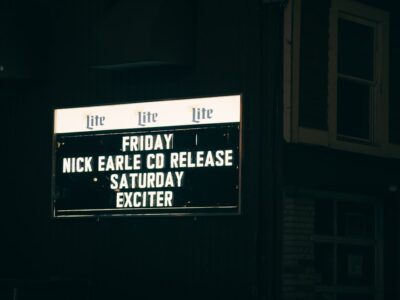 Lite Lite Lite
FRIDAY
NICK EARLE CD RELEASE
SATURDAY
EXCITER